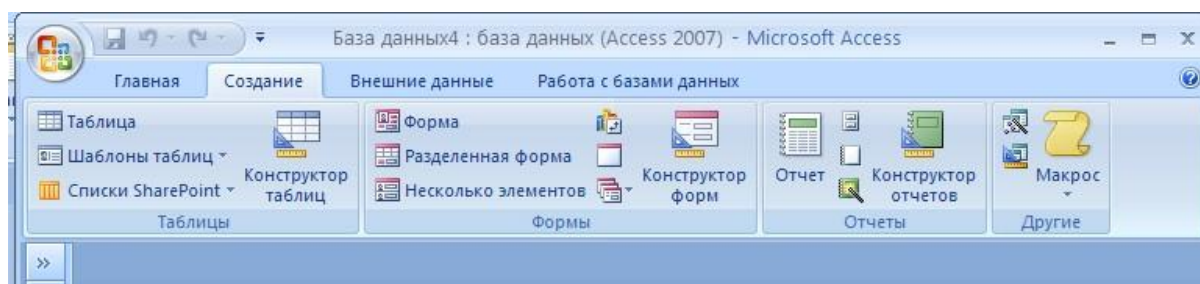 База данных4 : база данных (Access 2007) - Microsoft Access
Главная Создание Внешние данные Работа с базами данных
Таблица
Шаблоны таблиц
Списки SharePoint
Конструктор
таблиц
Таблицы
Форма
Разделенная форма
Несколько элементов
Конструктор
форм
Формы
Отчет
Конструктор
отчетов
Отчеты
Макрос
Другие